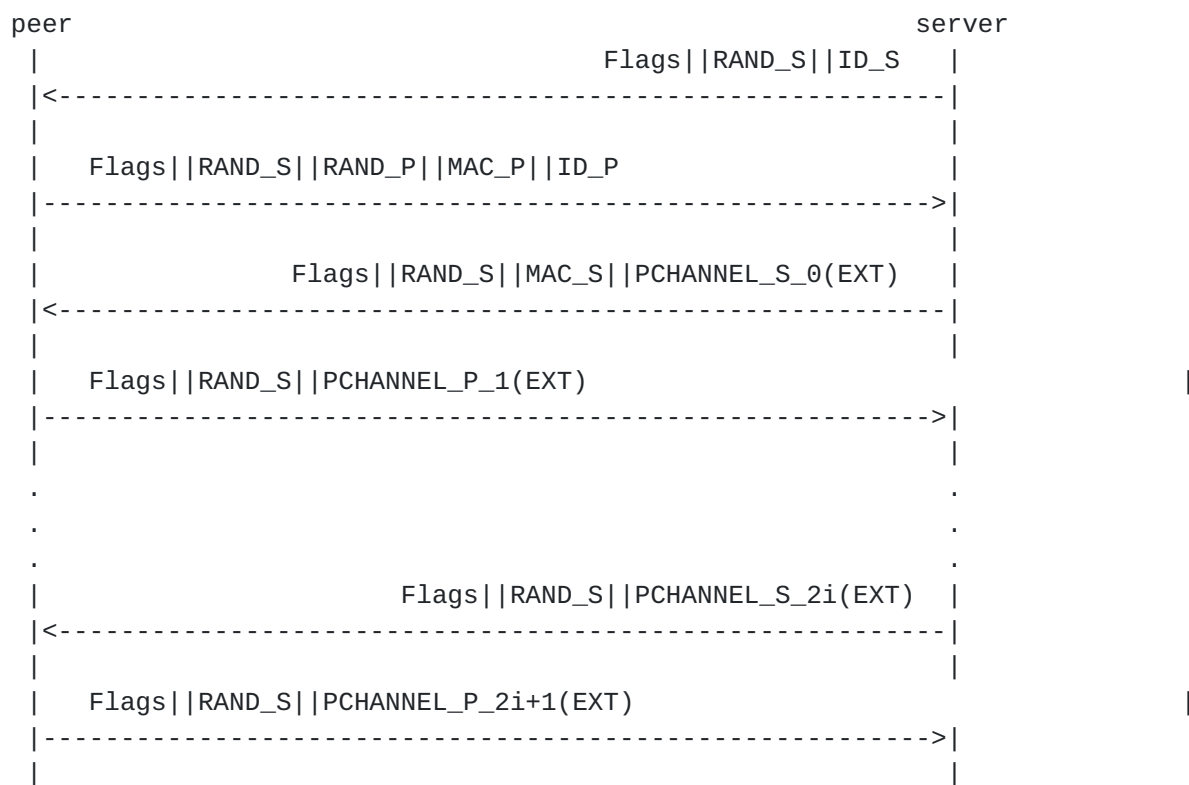 peer                                                      server
 |                                    Flags||RAND_S||ID_S   |
 |<---------------------------------------------------------|
 |                                                          |
 |   Flags||RAND_S||RAND_P||MAC_P||ID_P                     |
 |--------------------------------------------------------->|
 |                                                          |
 |                Flags||RAND_S||MAC_S||PCHANNEL_S_0(EXT)   |
 |<---------------------------------------------------------|
 |                                                          |
 |   Flags||RAND_S||PCHANNEL_P_1(EXT)                                      |
 |--------------------------------------------------------->|
 |                                                          |
 .                                                          .
 .                                                          .
 .                                                          .
 |                       Flags||RAND_S||PCHANNEL_S_2i(EXT)  |
 |<---------------------------------------------------------|
 |                                                          |
 |   Flags||RAND_S||PCHANNEL_P_2i+1(EXT)                                   |
 |--------------------------------------------------------->|
 |                                                          |